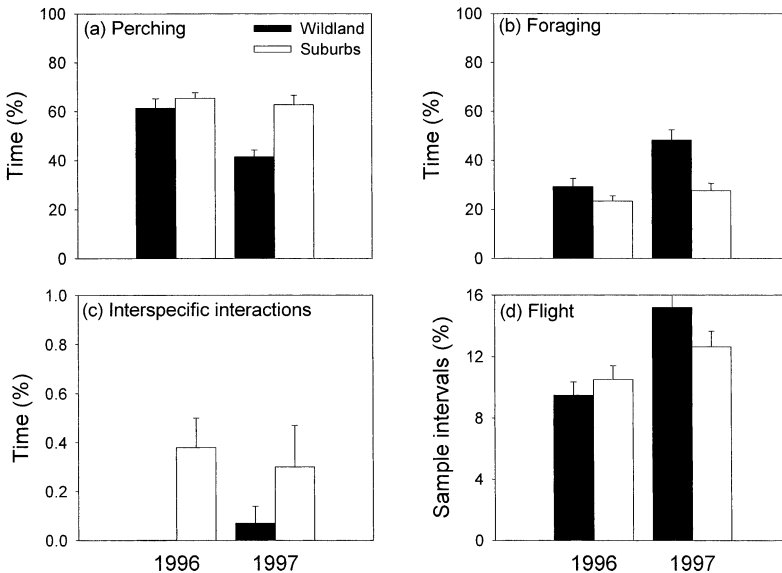 (a) Perching
Wildland
Suburbs
Time (%)
100
80
60
40
20
0
(b) Foraging
Time (%)
100
80
60
40
20
0
(c) Interspecific interactions
Time (%)
1.0
0.8
0.6
0.4
0.2
0.0
1996 1997
(d) Flight
Sample intervals (%)
16
12
8
4
0
1996 1997